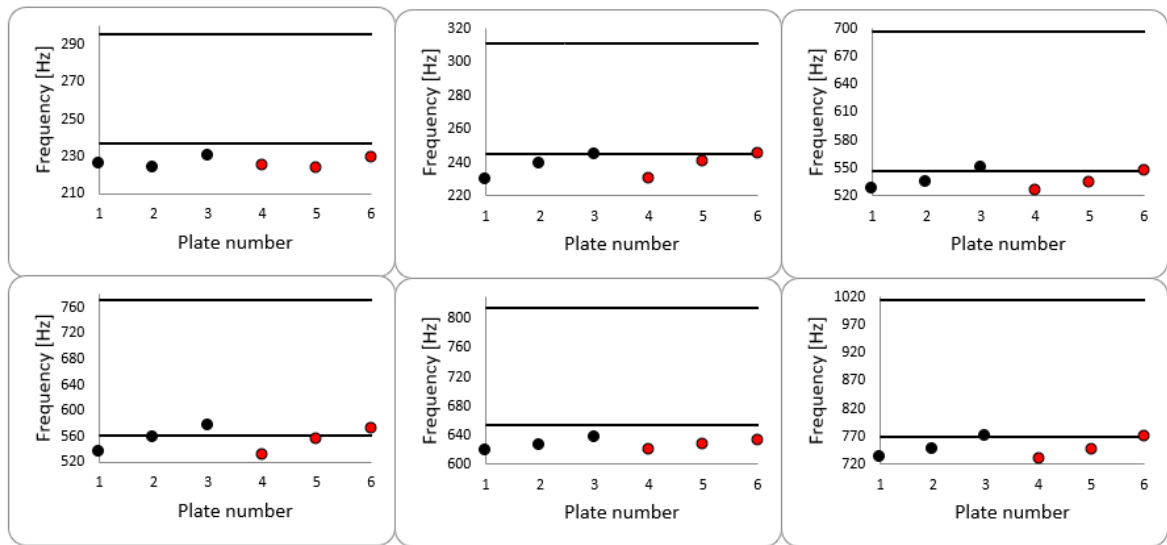 Frequency [Hz]
290
270
250
230
210
1 2 3 4 5 6
Plate number
Frequency [Hz]
320
300
280
260
240
220
1 2 3 4 5 6
Plate number
Frequency [Hz]
700
670
640
610
580
550
520
1 2 3 4 5 6
Plate number
Frequency [Hz]
760
720
680
640
600
560
520
1 2 3 4 5 6
Plate number
Frequency [Hz]
800
760
720
680
640
600
1 2 3 4 5 6
Plate number
Frequency [Hz]
1020
970
920
870
820
770
720
1 2 3 4 5 6
Plate number